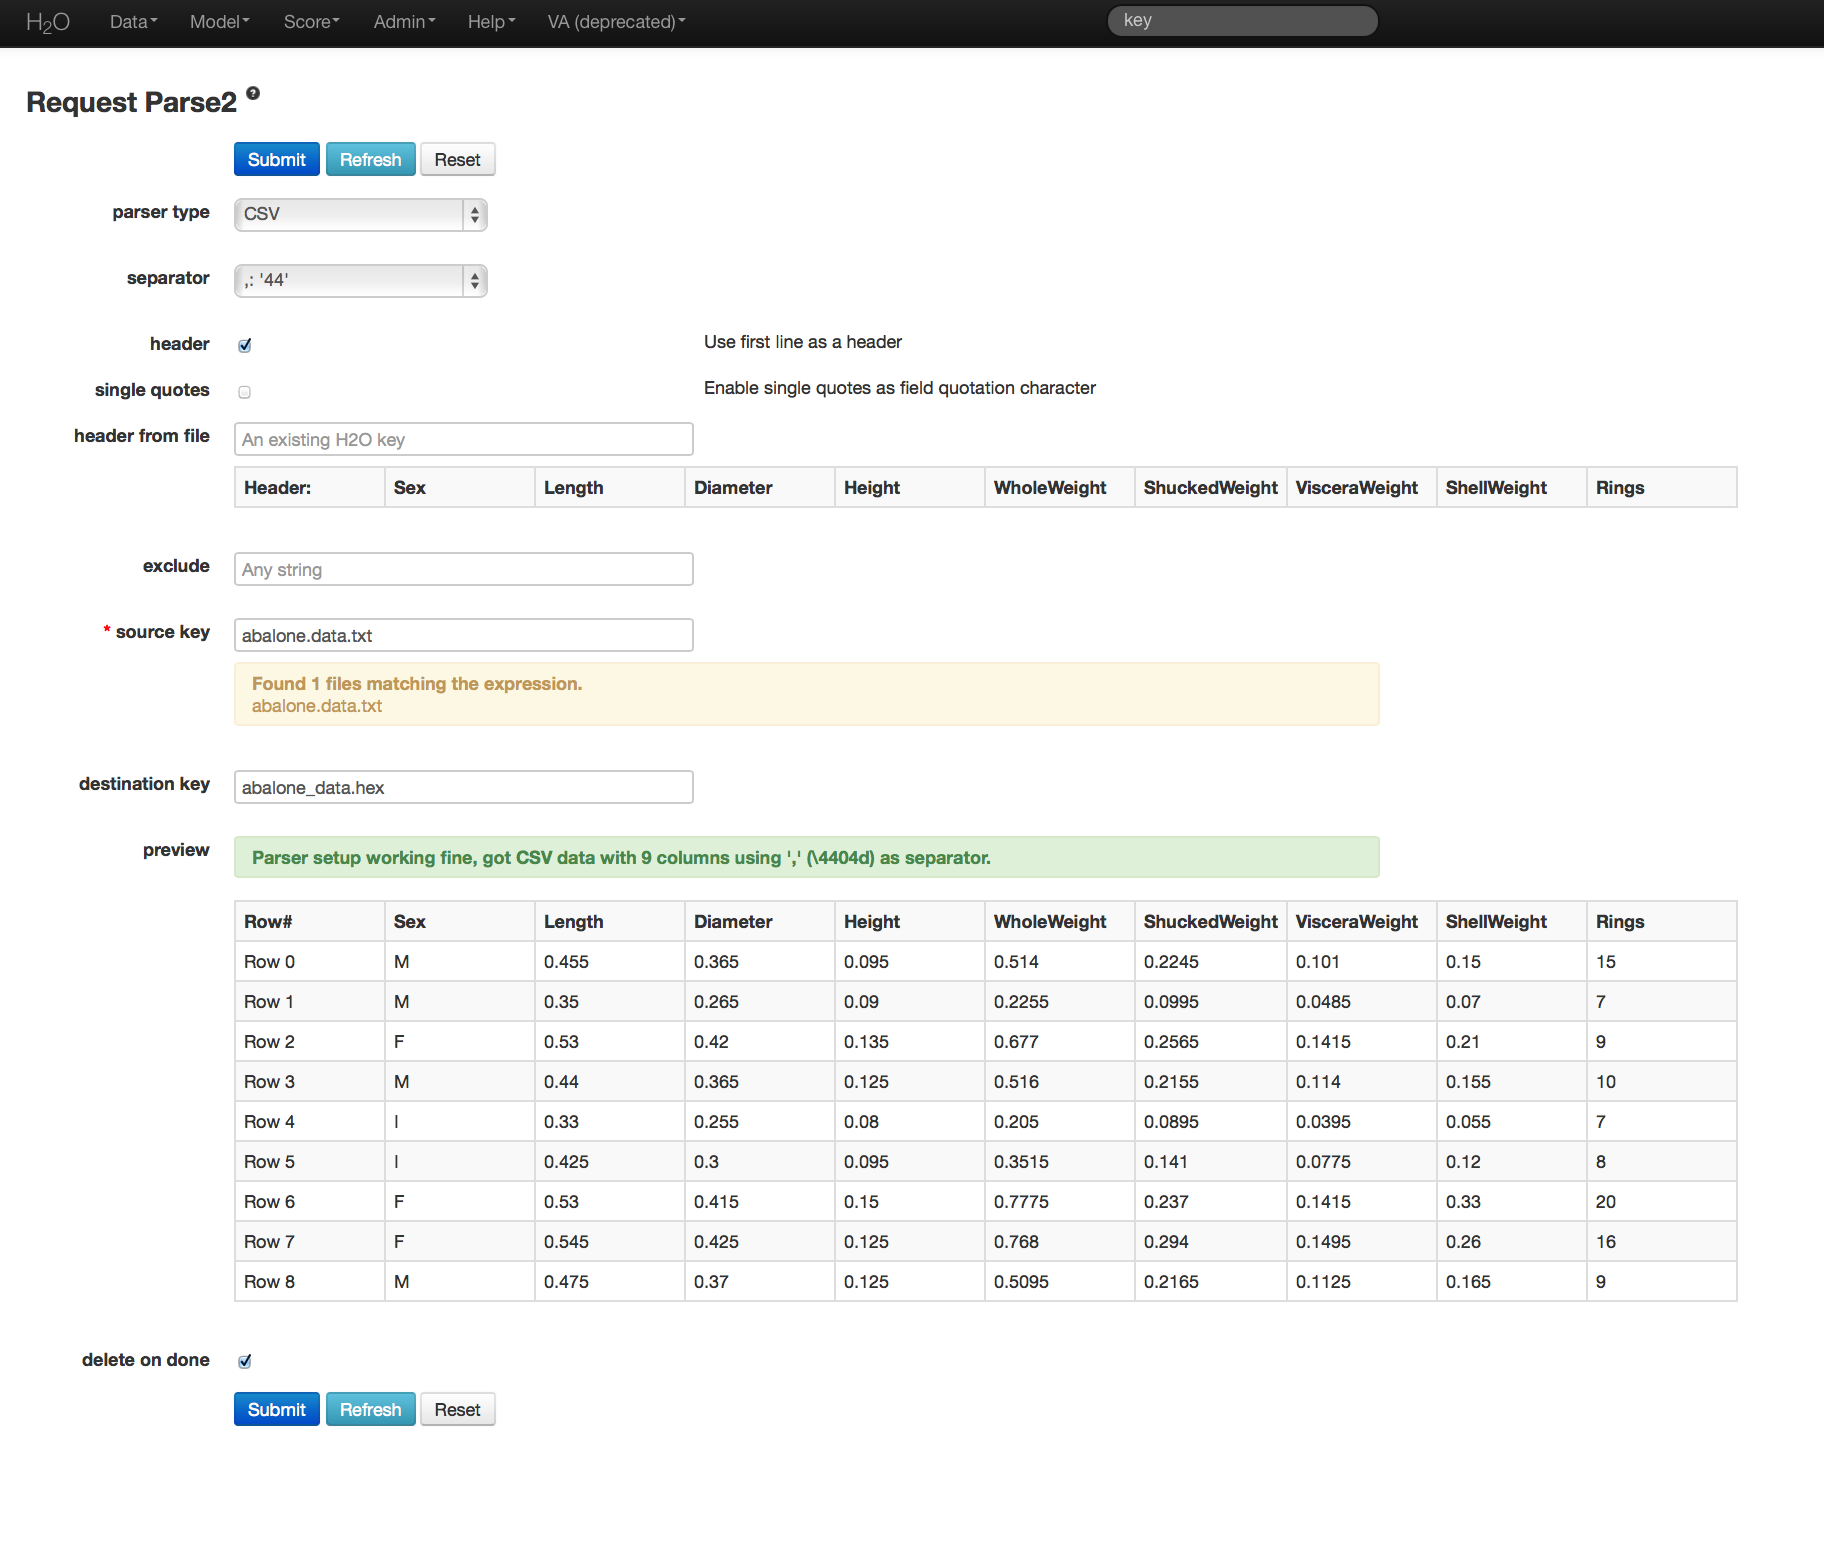 H2O Data Model Score Admin Help VA (deprecated) key
Request Parse2 ?
Submit Refresh Reset
parser type CSV
separator ,: '44'
header Use first line as a header
single quotes Enable single quotes as field quotation character
header from file An existing H2O key
Header: Sex Length Diameter Height WholeWeight ShuckedWeight VisceraWeight ShellWeight Rings
exclude Any string
* source key abalone.data.txt
Found 1 files matching the expression.
abalone.data.txt
destination key abalone_data.hex
preview Parser setup working fine, got CSV data with 9 columns using ',' (\4404d) as separator.
Row# Sex Length Diameter Height WholeWeight ShuckedWeight VisceraWeight ShellWeight Rings
Row 0 M 0.455 0.365 0.095 0.514 0.2245 0.101 0.15 15
Row 1 M 0.35 0.265 0.09 0.2255 0.0995 0.0485 0.07 7
Row 2 F 0.53 0.42 0.135 0.677 0.2565 0.1415 0.21 9
Row 3 M 0.44 0.365 0.125 0.516 0.2155 0.114 0.155 10
Row 4 I 0.33 0.255 0.08 0.205 0.0895 0.0395 0.055 7
Row 5 I 0.425 0.3 0.095 0.3515 0.141 0.0775 0.12 8
Row 6 F 0.53 0.415 0.15 0.7775 0.237 0.1415 0.33 20
Row 7 F 0.545 0.425 0.125 0.768 0.294 0.1495 0.26 16
Row 8 M 0.475 0.37 0.125 0.5095 0.2165 0.1125 0.165 9
delete on done
Submit Refresh Reset